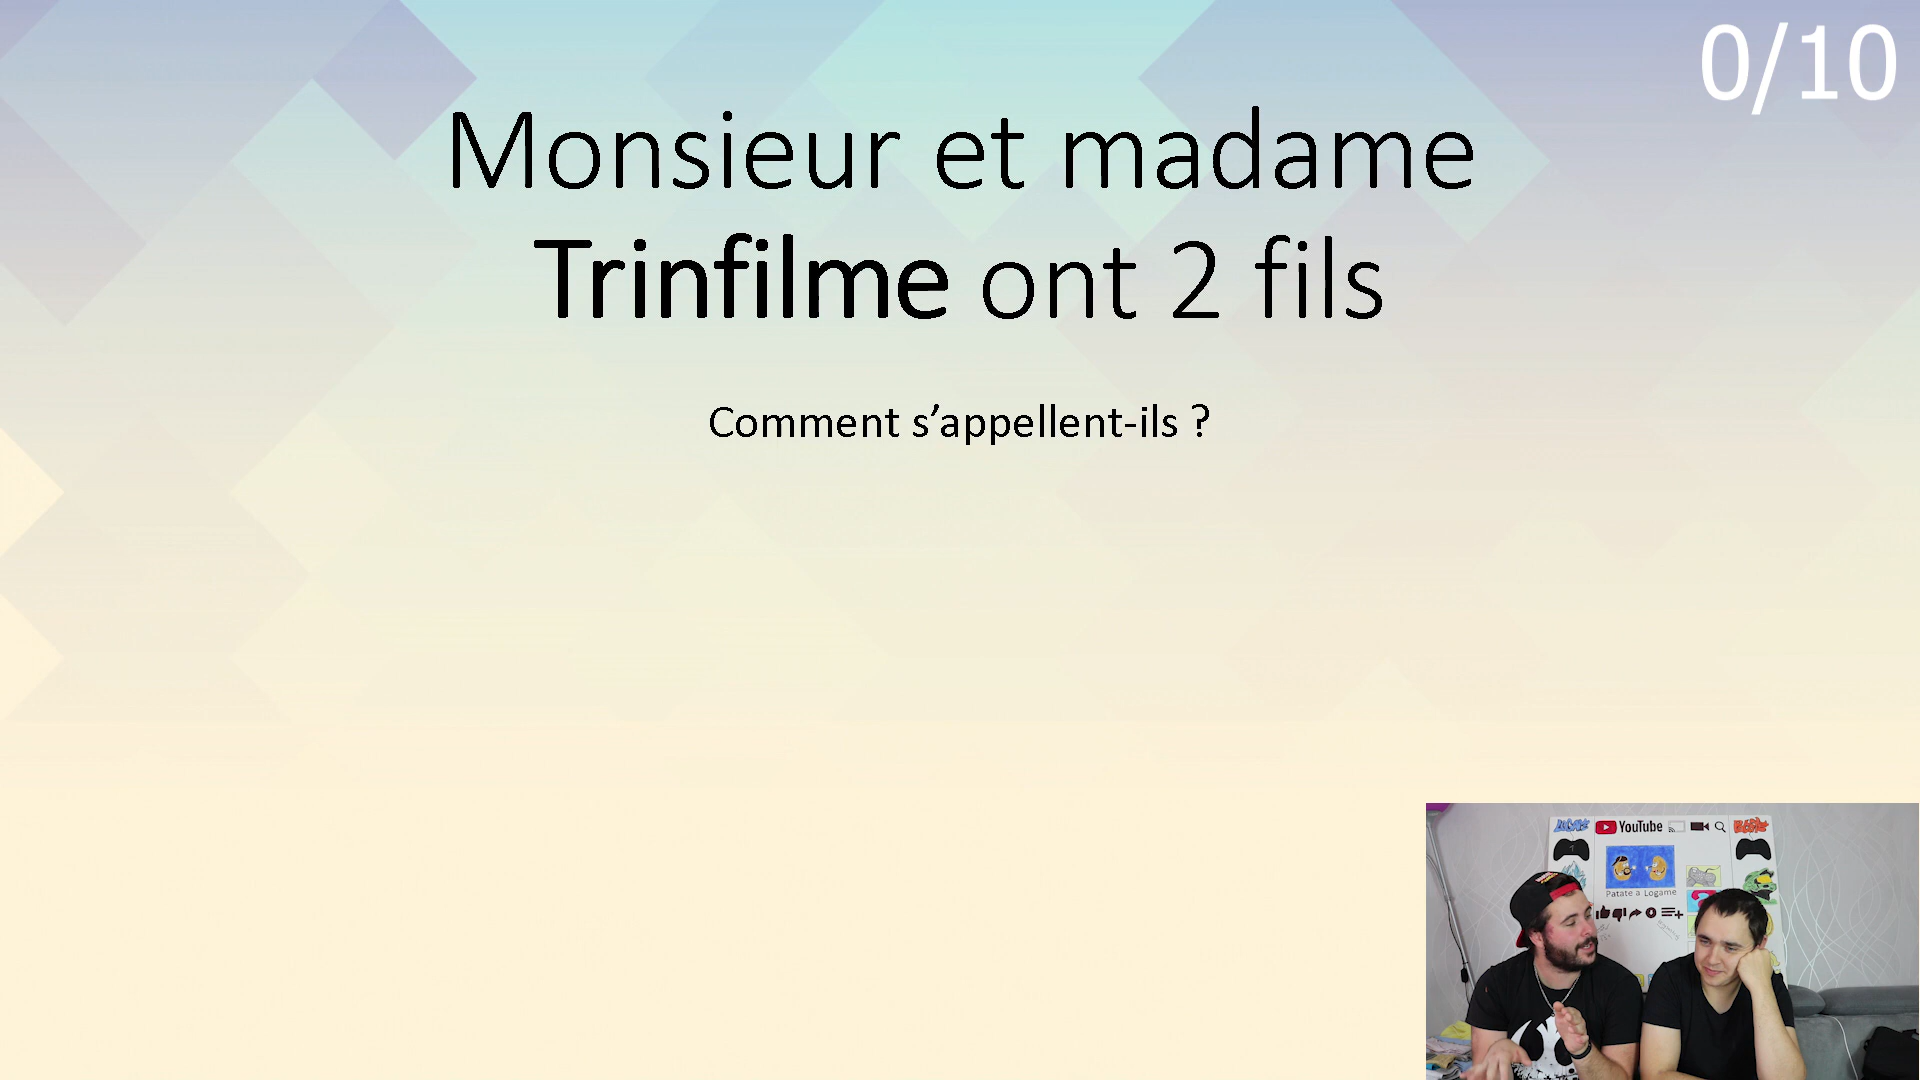 0/10
Monsieur et madame
Trinfilme ont 2 fils
Comment s’appellent-ils ?
YouTube
Patate à Logame